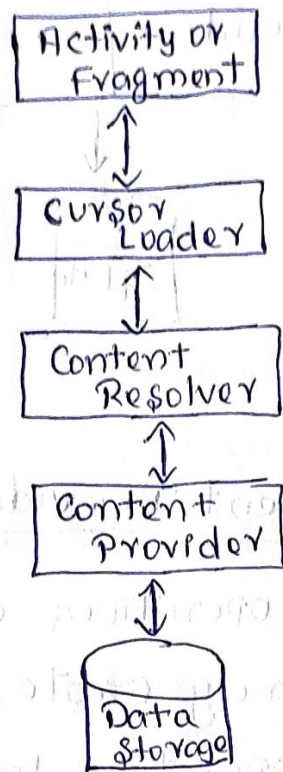 Activity or
Fragment
Cursor
Loader
Content
Resolver
Content
Provider
Data
Storage